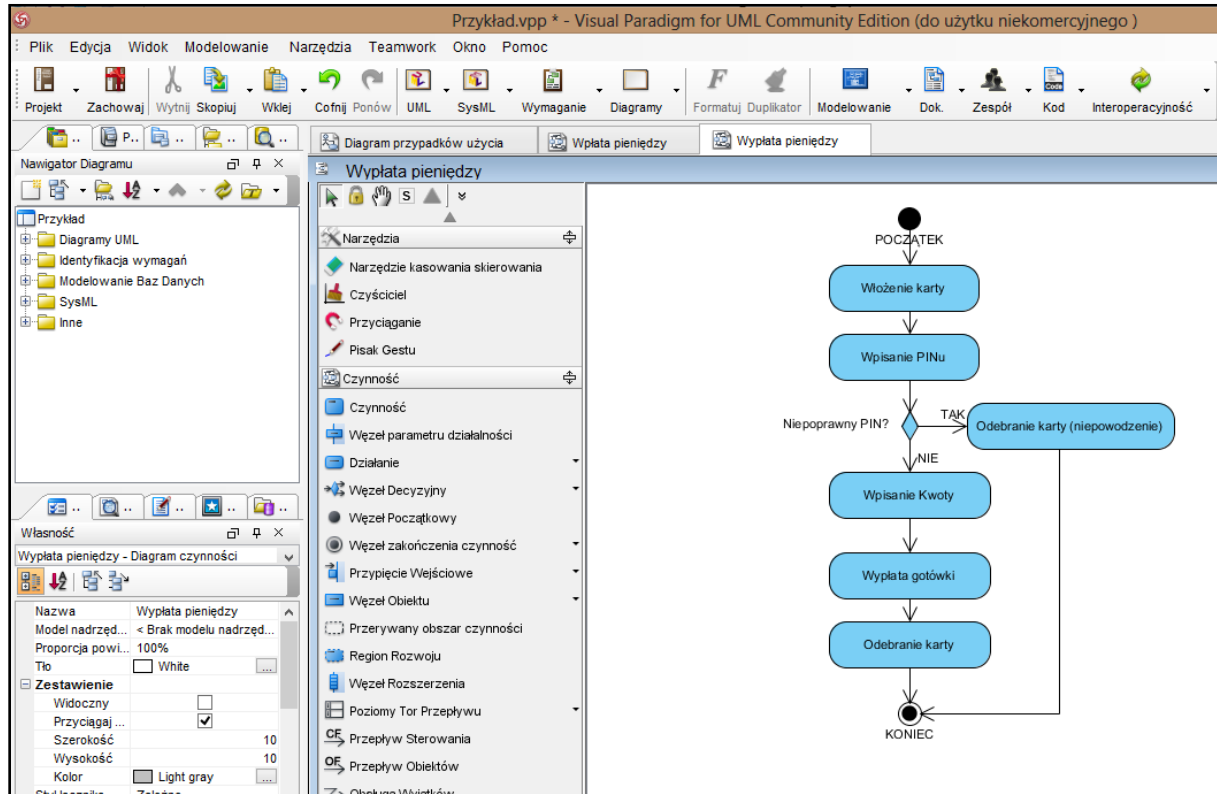 Przykład.vpp * - Visual Paradigm for UML Community Edition (do użytku niekomercyjnego )
Plik Edycja Widok Modelowanie Narzędzia Teamwork Okno Pomoc
Projekt Zachowaj Wytnij Skopiuj Wklej Cofnij Ponów UML SysML Wymaganie Diagramy Formatuj Duplikator Modelowanie Dok. Zespół Kod Interoperacyjność
P..
Diagram przypadków użycia Wpłata pieniędzy Wypłata pieniędzy
Nawigator Diagramu
Przykład
Diagramy UML
Identyfikacja wymagań
Modelowanie Baz Danych
SysML
Inne
Własność
Wypłata pieniędzy - Diagram czynności
Nazwa Wypłata pieniędzy
Model nadrzęd... < Brak modelu nadrzęd...
Proporcja powi... 100%
Tło White ...
Zestawienie
Widoczny
Przyciągaj ...
Szerokość 10
Wysokość 10
Kolor Light gray ...
Wypłata pieniędzy
S
Narzędzia
Narzędzie kasowania skierowania
Czyściciel
Przyciąganie
Pisak Gestu
Czynność
Czynność
Węzeł parametru działalności
Działanie
Węzeł Decyzyjny
Węzeł Początkowy
Węzeł zakończenia czynność
Przypięcie Wejściowe
Węzeł Obiektu
Przerywany obszar czynności
Region Rozwoju
Węzeł Rozszerzenia
Poziomy Tor Przepływu
CF Przepływ Sterowania
OF Przepływ Obiektów
Obsługa Wyjątków
POCZĄTEK
Włożenie karty
Wpisanie PINu
Niepoprawny PIN?
TAK
Odebranie karty (niepowodzenie)
NIE
Wpisanie Kwoty
Wypłata gotówki
Odebranie karty
KONIEC